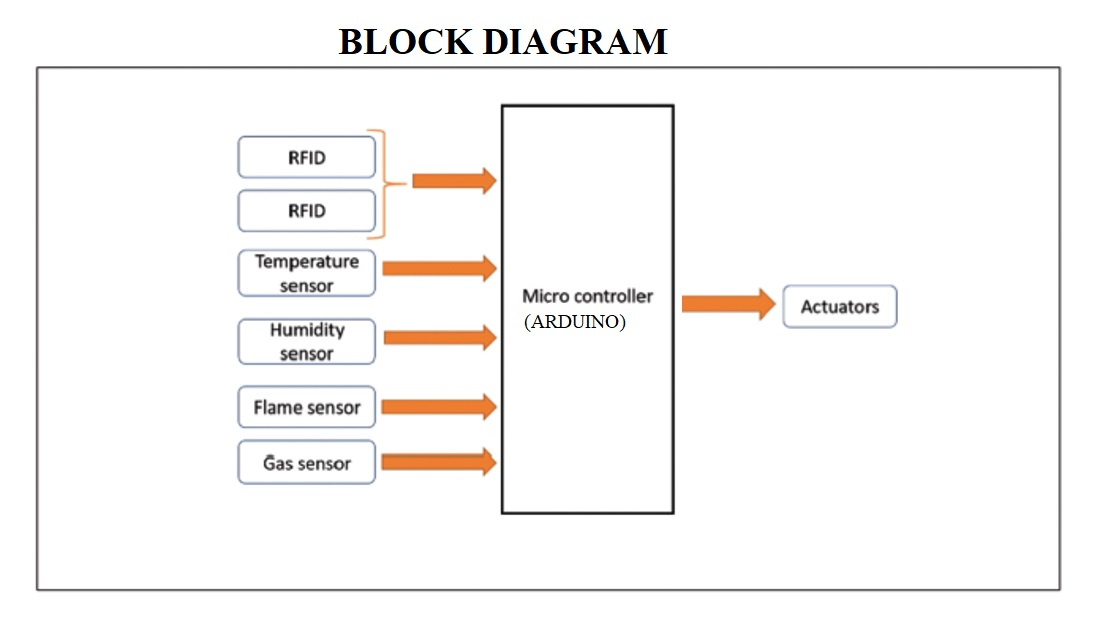 BLOCK DIAGRAM
RFID
RFID
Temperature
sensor
Humidity
sensor
Flame sensor
Gas sensor
Micro controller
(ARDUINO)
Actuators